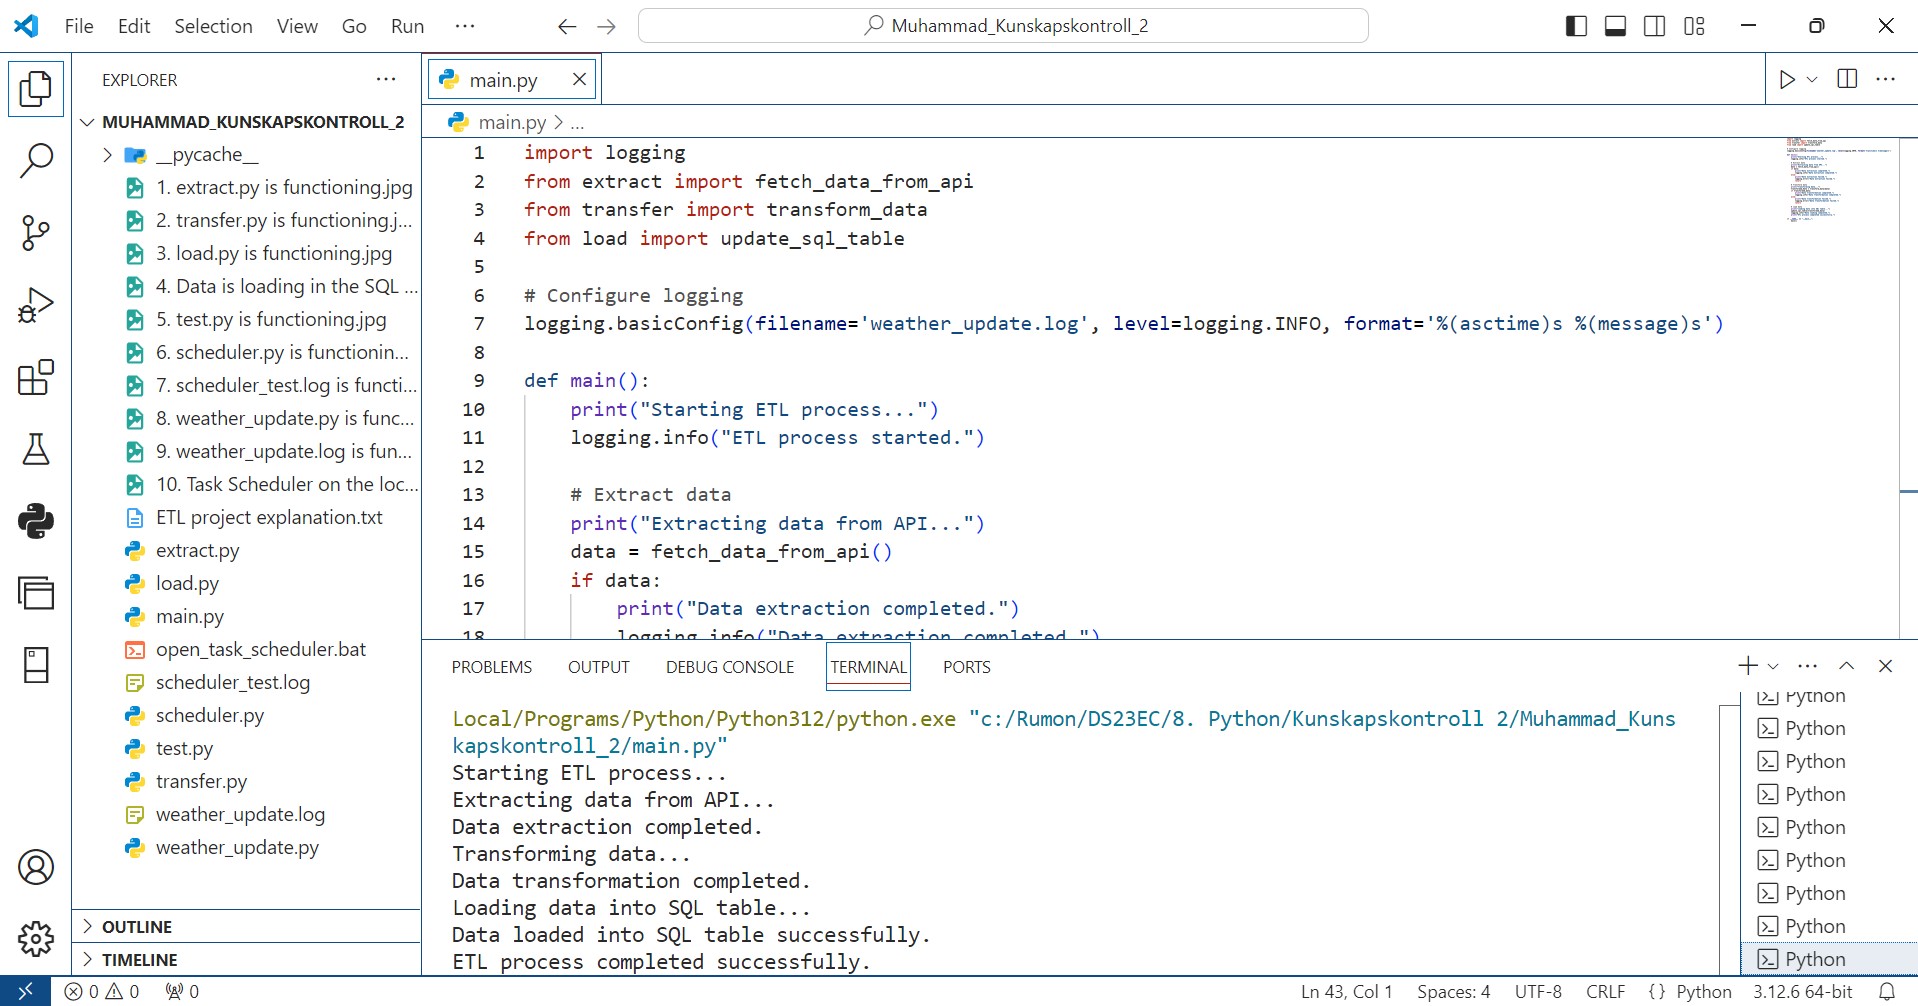 File Edit Selection View Go Run ··· Muhammad_Kunskapskontroll_2
EXPLORER ···
MUHAMMAD_KUNSKAPSKONTROLL_2
__pycache__
1. extract.py is functioning.jpg
2. transfer.py is functioning.j...
3. load.py is functioning.jpg
4. Data is loading in the SQL ...
5. test.py is functioning.jpg
6. scheduler.py is functionin...
7. scheduler_test.log is functi...
8. weather_update.py is func...
9. weather_update.log is fun...
10. Task Scheduler on the loc...
ETL project explanation.txt
extract.py
load.py
main.py
open_task_scheduler.bat
scheduler_test.log
scheduler.py
test.py
transfer.py
weather_update.log
weather_update.py
OUTLINE
TIMELINE
main.py
main.py > ...
1 import logging
2 from extract import fetch_data_from_api
3 from transfer import transform_data
4 from load import update_sql_table
5
6 # Configure logging
7 logging.basicConfig(filename='weather_update.log', level=logging.INFO, format='%(asctime)s %(message)s')
8
9 def main():
10 print("Starting ETL process...")
11 logging.info("ETL process started.")
12
13 # Extract data
14 print("Extracting data from API...")
15 data = fetch_data_from_api()
16 if data:
17 print("Data extraction completed.")
18 logging.info("Data extraction completed.")
PROBLEMS OUTPUT DEBUG CONSOLE TERMINAL PORTS
Local/Programs/Python/Python312/python.exe "c:/Rumon/DS23EC/8. Python/Kunskapskontroll 2/Muhammad_Kuns
kapskontroll_2/main.py"
Starting ETL process...
Extracting data from API...
Data extraction completed.
Transforming data...
Data transformation completed.
Loading data into SQL table...
Data loaded into SQL table successfully.
ETL process completed successfully.
Python
Python
Python
Python
Python
Python
Python
Python
Python
0 0 0 Ln 43, Col 1 Spaces: 4 UTF-8 CRLF {} Python 3.12.6 64-bit